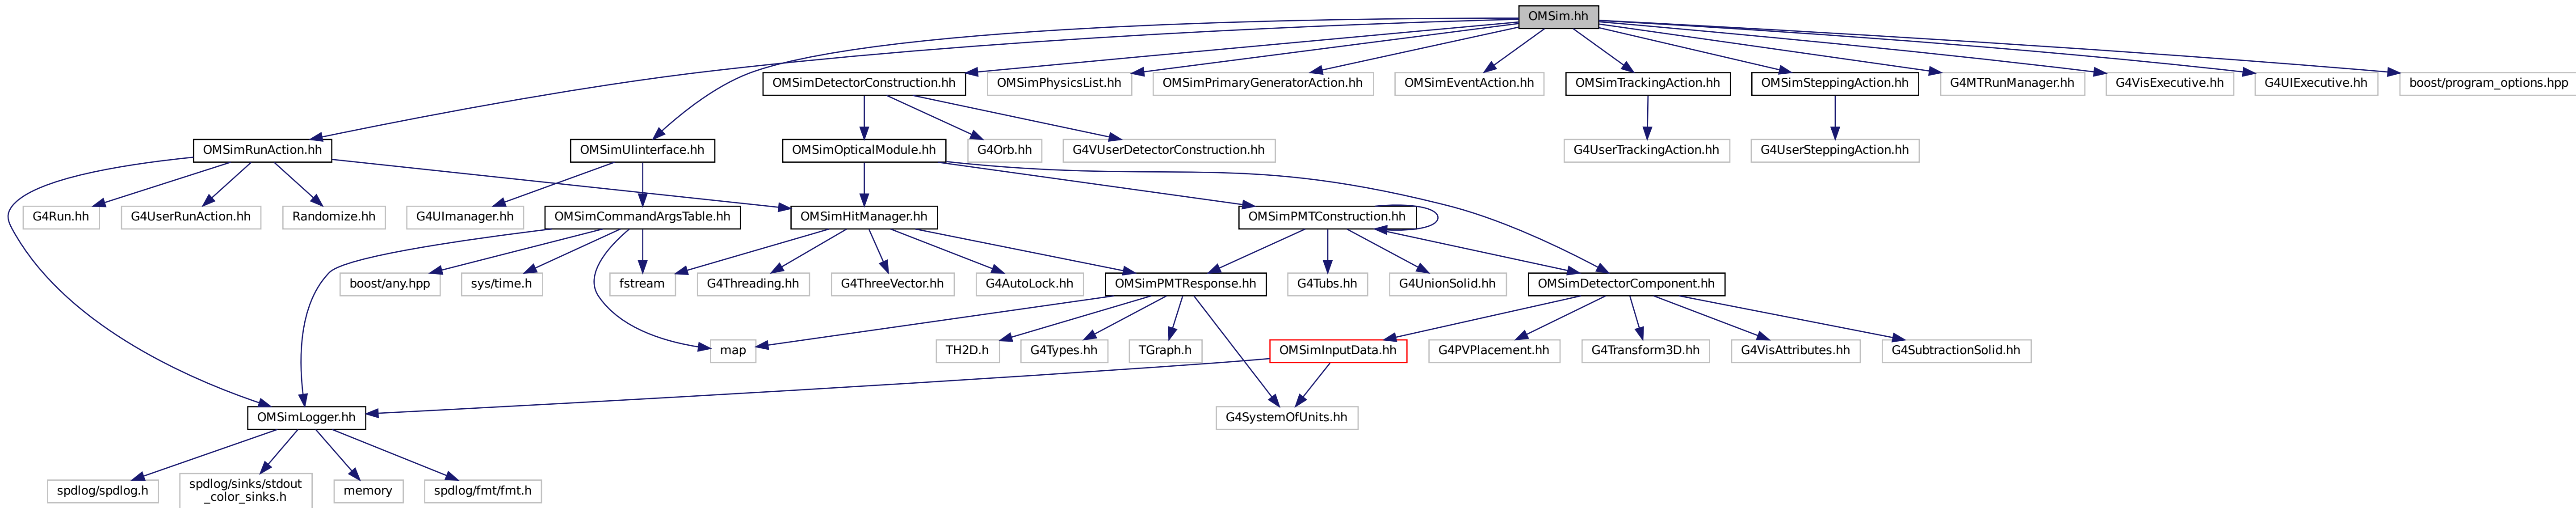 OMSim.hh
OMSimDetectorConstruction.hh
OMSimPhysicsList.hh
OMSimPrimaryGeneratorAction.hh
OMSimEventAction.hh
OMSimTrackingAction.hh
OMSimSteppingAction.hh
G4MTRunManager.hh
G4VisExecutive.hh
G4UIExecutive.hh
boost/program_options.hpp
OMSimRunAction.hh
OMSimUIinterface.hh
OMSimOpticalModule.hh
G4Orb.hh
G4VUserDetectorConstruction.hh
G4UserTrackingAction.hh
G4UserSteppingAction.hh
G4Run.hh
G4UserRunAction.hh
Randomize.hh
G4UImanager.hh
OMSimCommandArgsTable.hh
OMSimHitManager.hh
OMSimPMTConstruction.hh
boost/any.hpp
sys/time.h
fstream
G4Threading.hh
G4ThreeVector.hh
G4AutoLock.hh
OMSimPMTResponse.hh
G4Tubs.hh
G4UnionSolid.hh
OMSimDetectorComponent.hh
map
TH2D.h
G4Types.hh
TGraph.h
OMSimInputData.hh
G4PVPlacement.hh
G4Transform3D.hh
G4VisAttributes.hh
G4SubtractionSolid.hh
OMSimLogger.hh
G4SystemOfUnits.hh
spdlog/spdlog.h
spdlog/sinks/stdout
_color_sinks.h
memory
spdlog/fmt/fmt.h